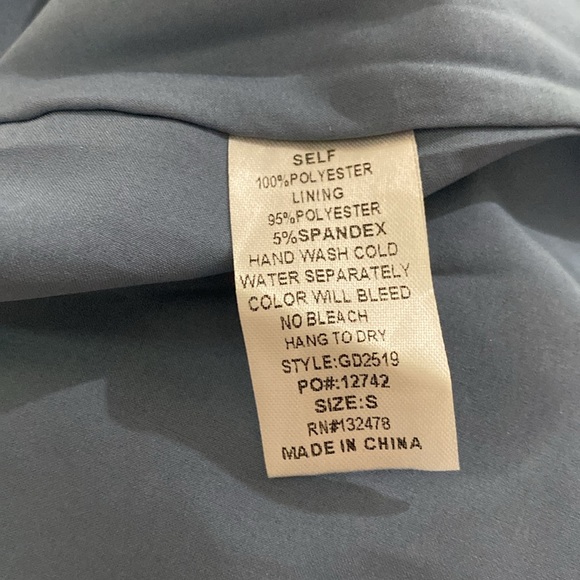 SELF
100%POLYESTER
LINING
95%POLYESTER
5%SPANDEX
HAND WASH COLD
WATER SEPARATELY
COLOR WILL BLEED
NO BLEACH
HANG TO DRY
STYLE:GD2519
PO#:12742
SIZE:S
RN#132478
MADE IN CHINA